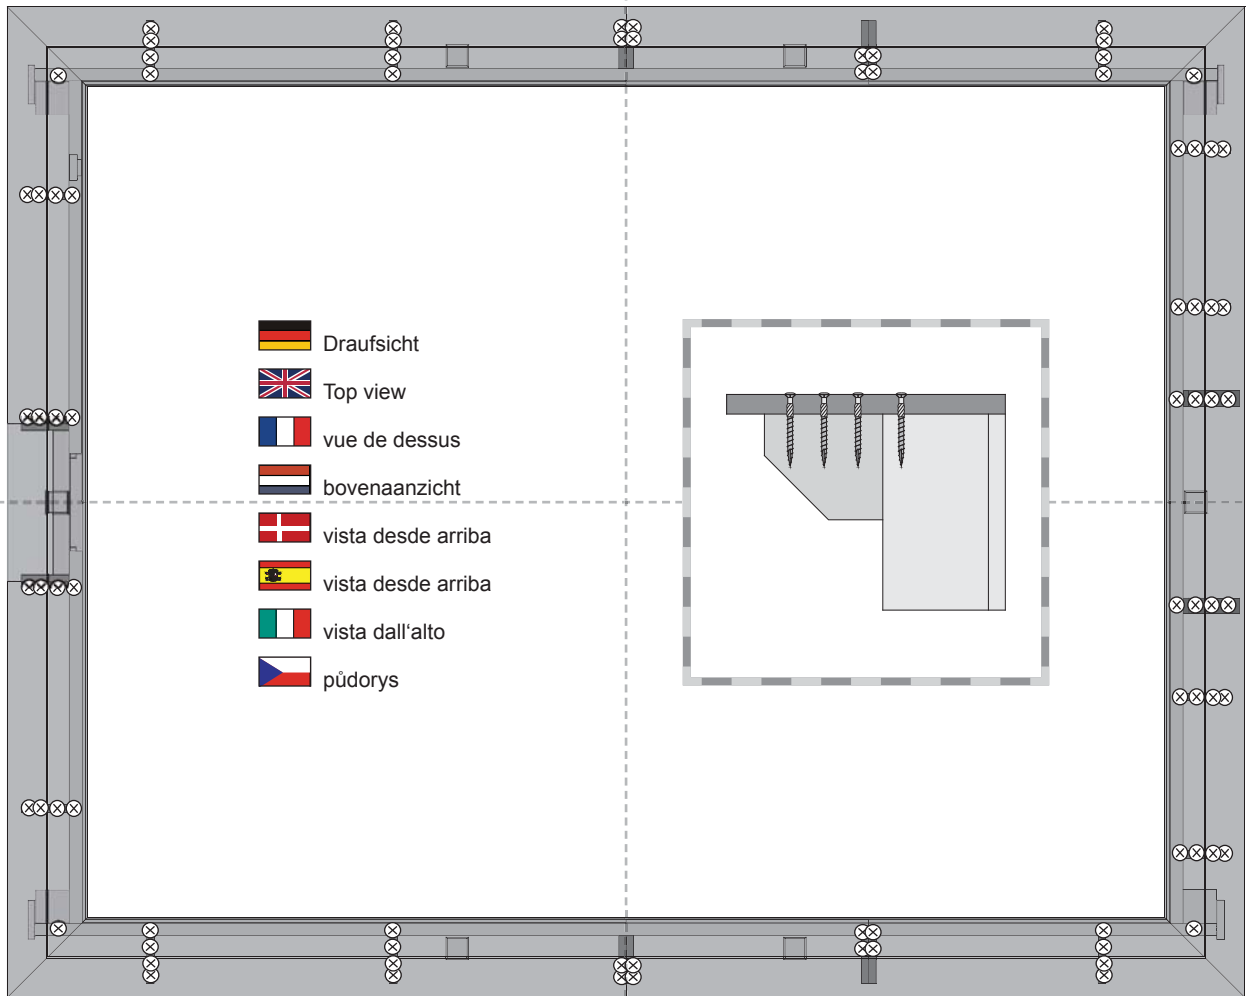 Draufsicht
Top view
vue de dessus
bovenaanzicht
vista desde arriba
vista desde arriba
vista dall‘alto
půdorys